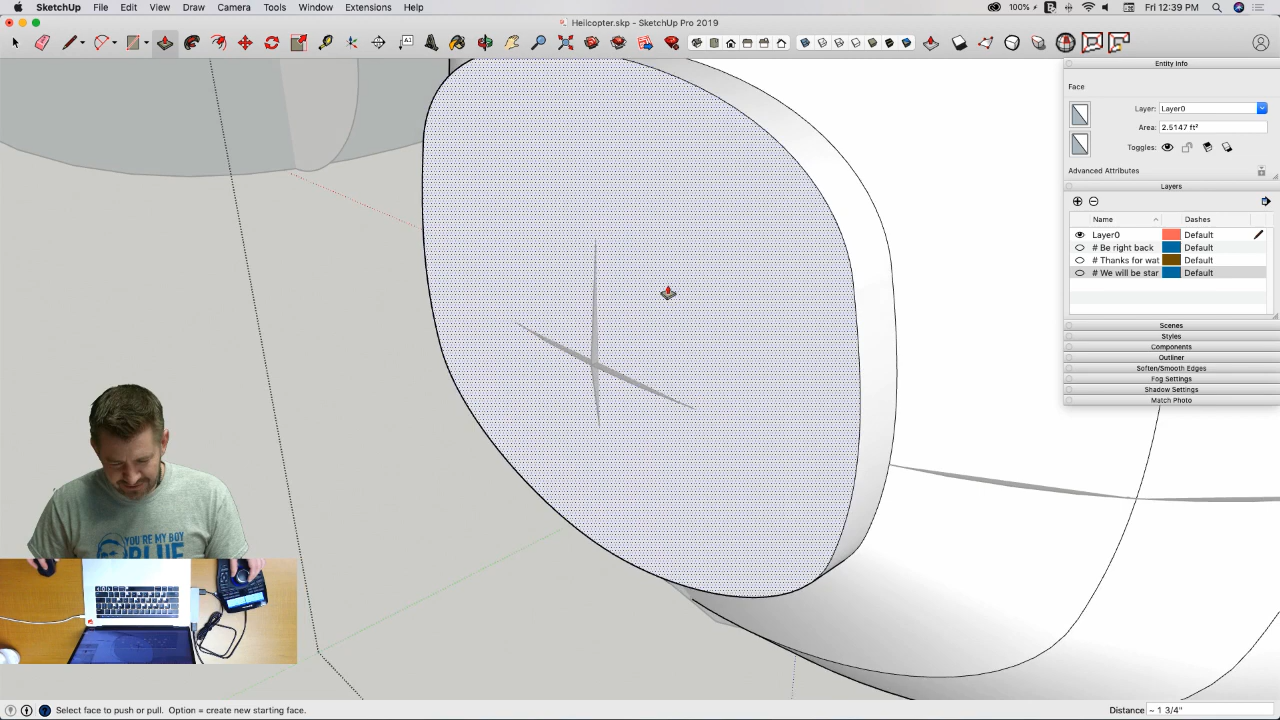 SketchUp File Edit View Draw Camera Tools Window Extensions Help
100% Fri 12:39 PM
Heilcopter.skp - SketchUp Pro 2019
Entity Info
Face
Layer: Layer0
Area: 2.5147 ft²
Toggles:
Advanced Attributes
Layers
Name Dashes
Layer0 Default
# Be right back Default
# Thanks for wat Default
# We will be star Default
Scenes
Styles
Components
Outliner
Soften/Smooth Edges
Fog Settings
Shadow Settings
Match Photo
YOU'RE MY BOY
BLUE
Select face to push or pull. Option = create new starting face.
Distance ~ 1 3/4"